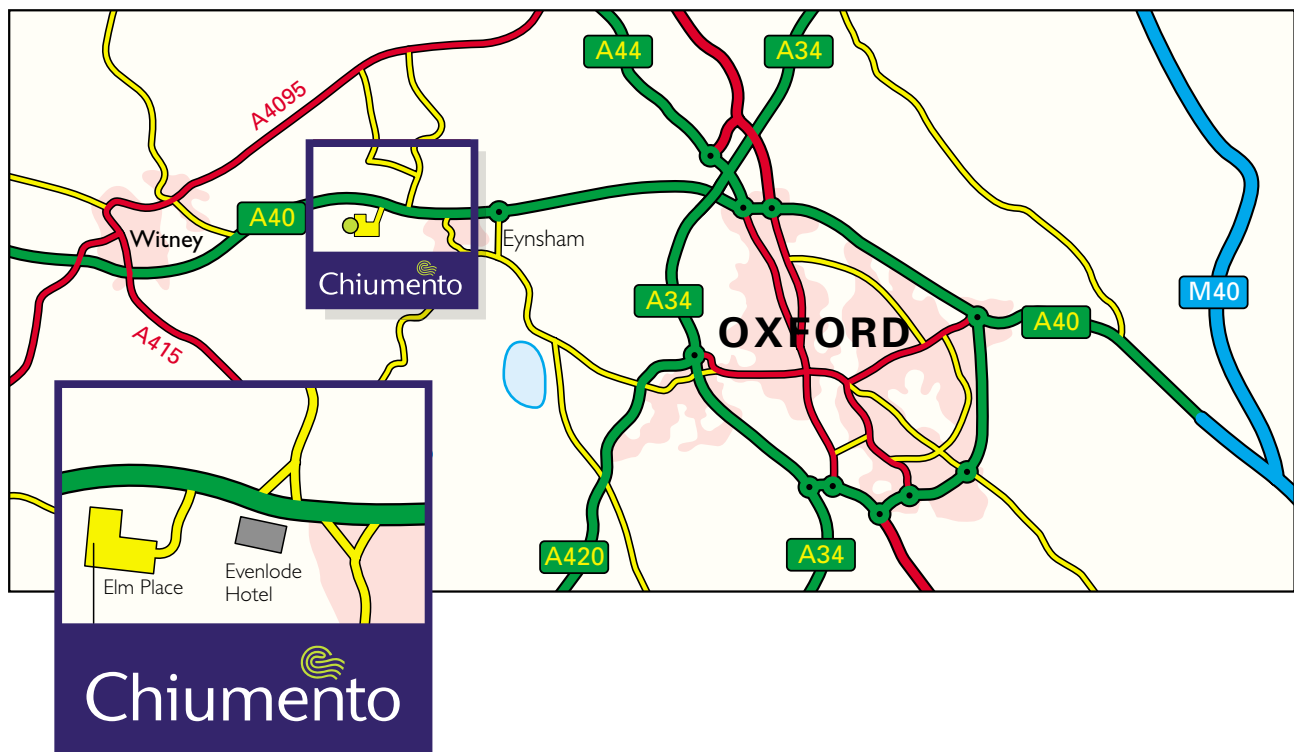 A44
A34
A4095
A40
Witney
Eynsham
Chiumento
A34
M40
A40
OXFORD
A415
A420
A34
Elm Place
Evenlode
Hotel
Chiumento